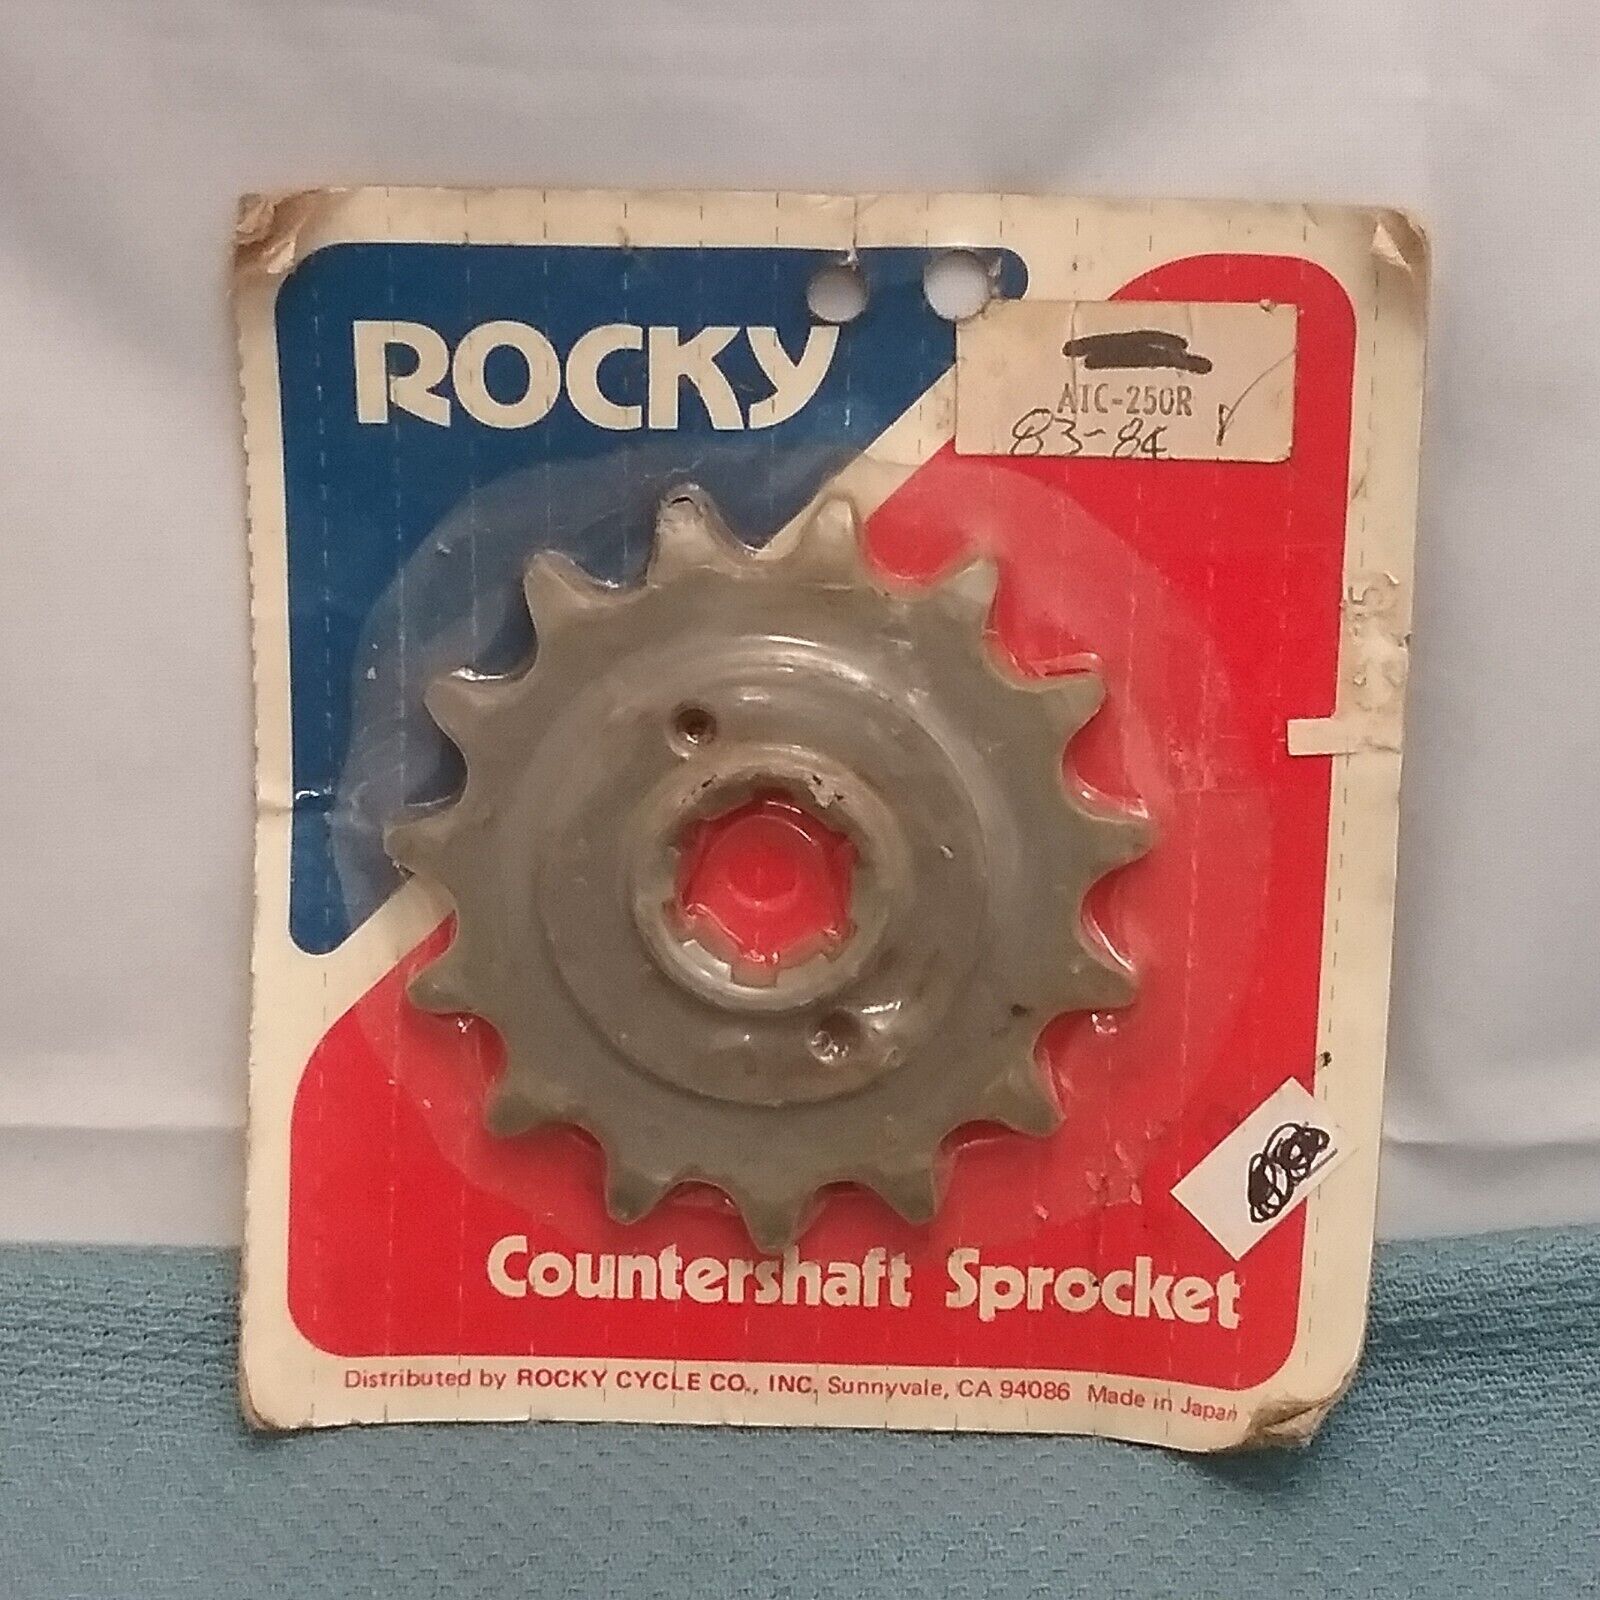 ROCKY
ATC-250R
83-84
Countershaft Sprocket
Distributed by ROCKY CYCLE CO., INC. Sunnyvale, CA 94086 Made in Japan